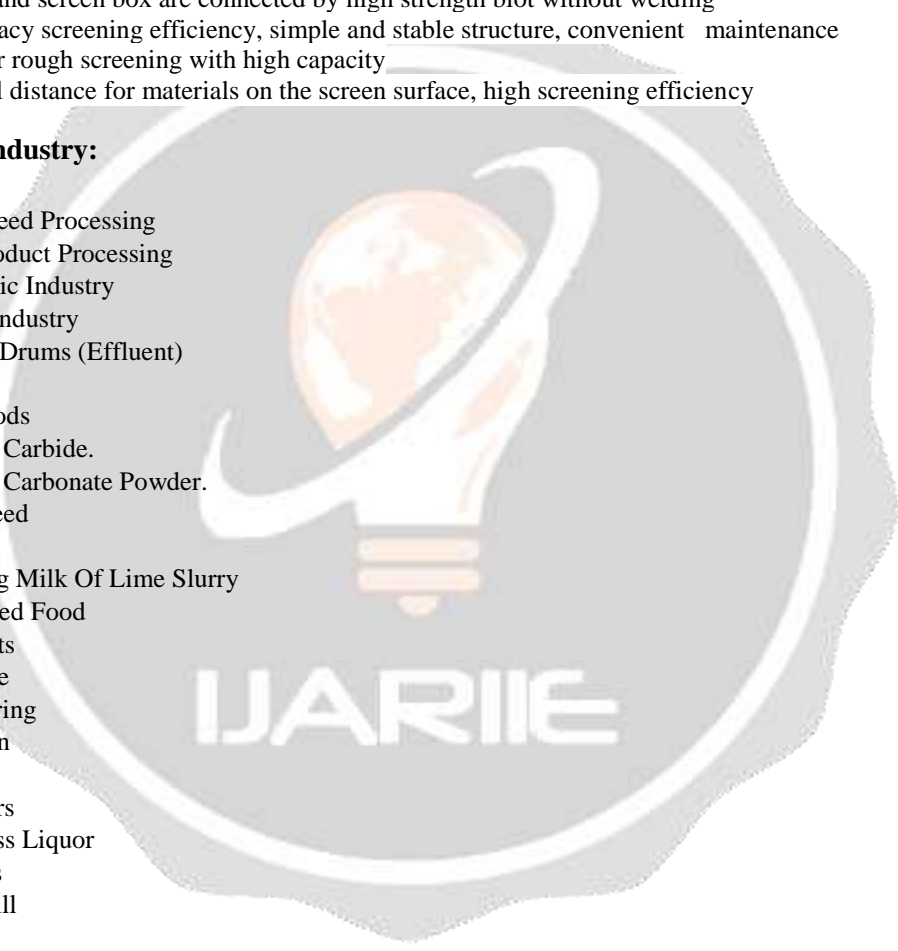 and screen box are connected by high strength blot without welding
acy screening efficiency, simple and stable structure, convenient maintenance
r rough screening with high capacity
l distance for materials on the screen surface, high screening efficiency
ndustry:
eed Processing
oduct Processing
ic Industry
ndustry
Drums (Effluent)
ods
Carbide.
Carbonate Powder.
eed
g Milk Of Lime Slurry
ed Food
ts
e
ring
n
rs
ss Liquor
s
ll
IJARIIE